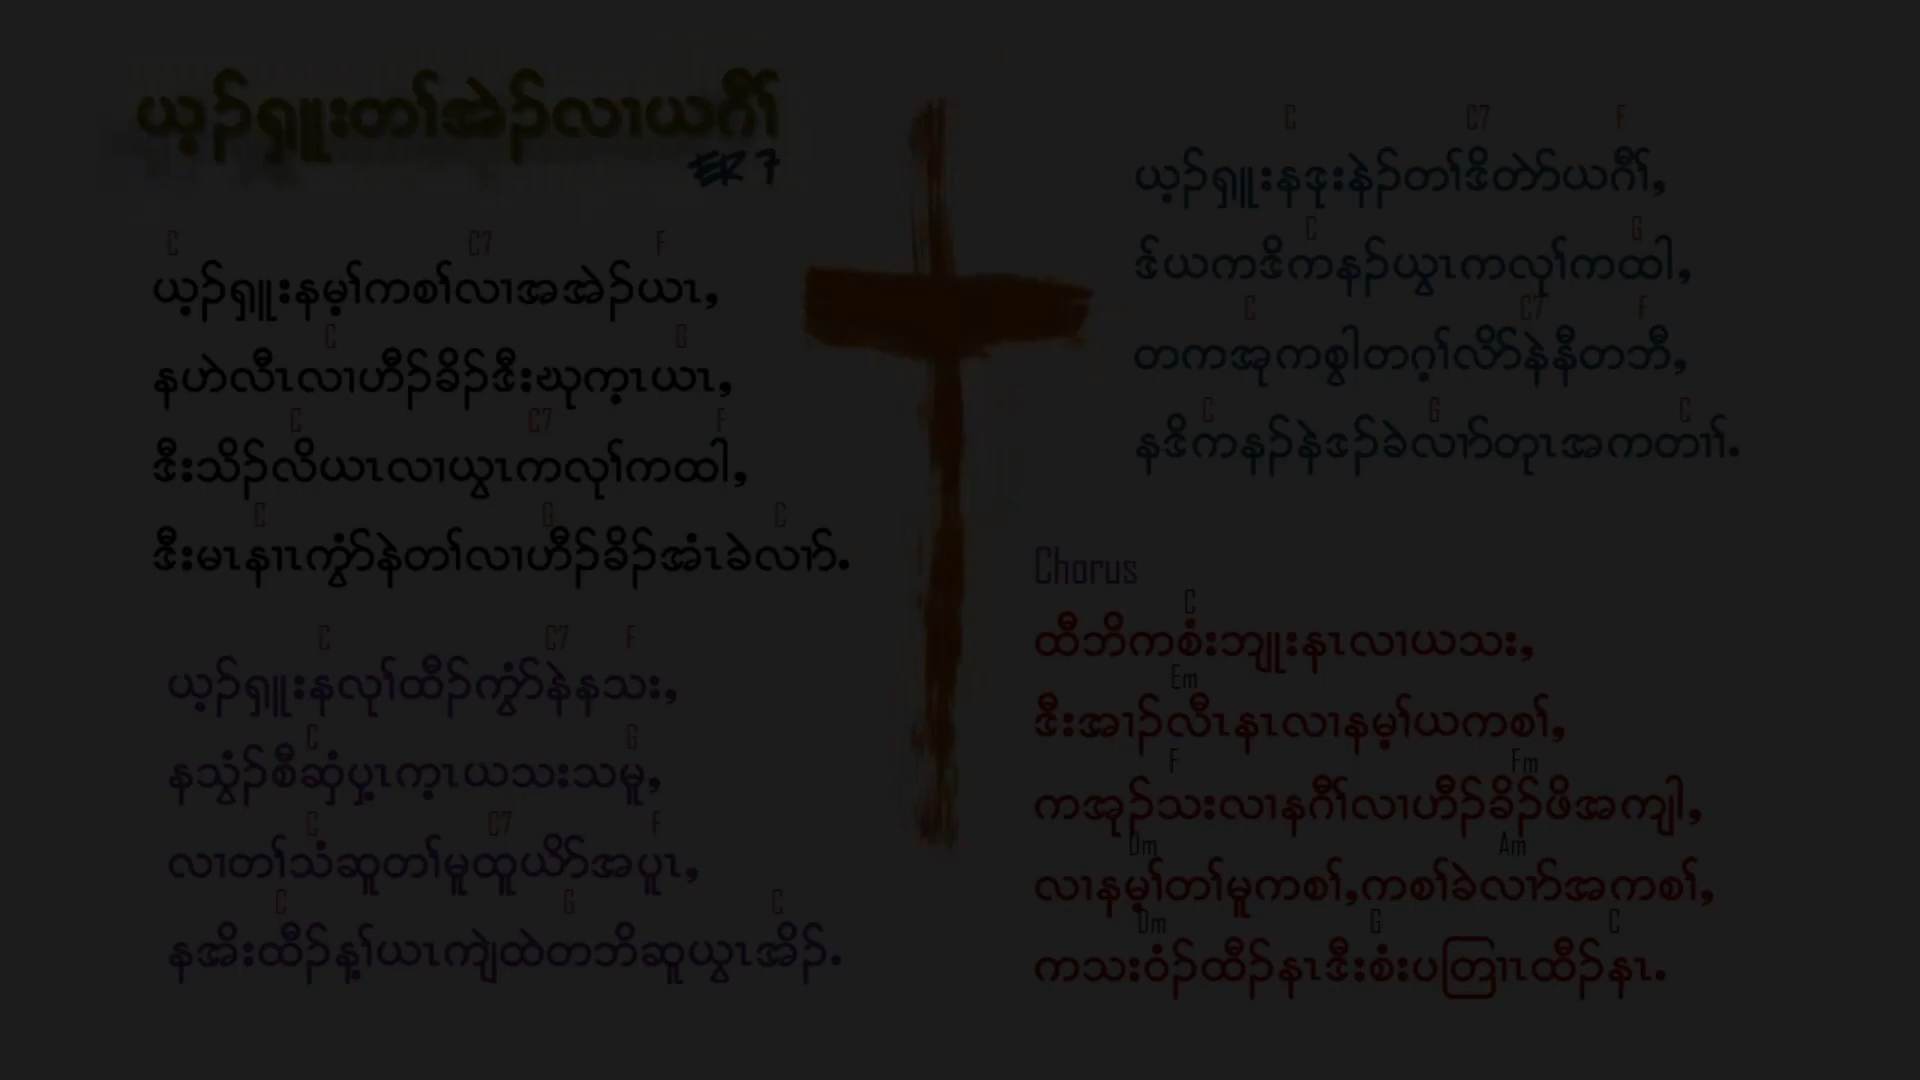 ယ့ၣ်ရှူးတၢ်အဲၣ်လၢယဂီၢ်
ER 7
C C7 F
ယ့ၣ်ရှူးနမ့ၢ်ကစၢ်လၢအအဲၣ်ယၤ,
C G
နဟဲလီၤလၢဟီၣ်ခိၣ်ဒီးဃုက့ၤယၤ,
C C7 F
ဒီးသိၣ်လိယၤလၢယွၤကလုၢ်ကထါ,
C G C
ဒီးမၤနၢၤကွံာ်နဲတၢ်လၢဟီၣ်ခိၣ်အံၤခဲလၢာ်.
C C7 F
ယ့ၣ်ရှူးနလုၢ်ထီၣ်ကွံာ်နဲနသး,
C G
နသွံၣ်စီဆှံပှ့ၤက့ၤယသးသမူ,
C C7 F
လၢတၢ်သံဆူတၢ်မူထူယိာ်အပူၤ,
C G C
နအိးထီၣ်န့ၢ်ယၤကျဲထဲတဘိဆူယွၤအိၣ်.
C C7 F
ယ့ၣ်ရှူးနဒုးနဲၣ်တၢ်ဒိတဲာ်ယဂီၢ်,
C G
ဒ်ယကဒိကနၣ်ယွၤကလုၢ်ကထါ,
C C7 F
တကအုကစွါတဂ့ၢ်လိာ်နဲနီတဘီ,
C G C
နဒိကနၣ်နဲဒၣ်ခဲလၢာ်တုၤအကတၢၢ်.
Chorus
C
ထီဘိကစံးဘျုးနၤလၢယသး,
Em
ဒီးအၢၣ်လီၤနၤလၢနမ့ၢ်ယကစၢ်,
F Fm
ကအုၣ်သးလၢနဂီၢ်လၢဟီၣ်ခိၣ်ဖိအကျါ,
Dm Am
လၢနမ့ၢ်တၢ်မူကစၢ်,ကစၢ်ခဲလၢာ်အကစၢ်,
Dm G C
ကသးဝံၣ်ထီၣ်နၤဒီးစံးပတြၢၤထီၣ်နၤ.